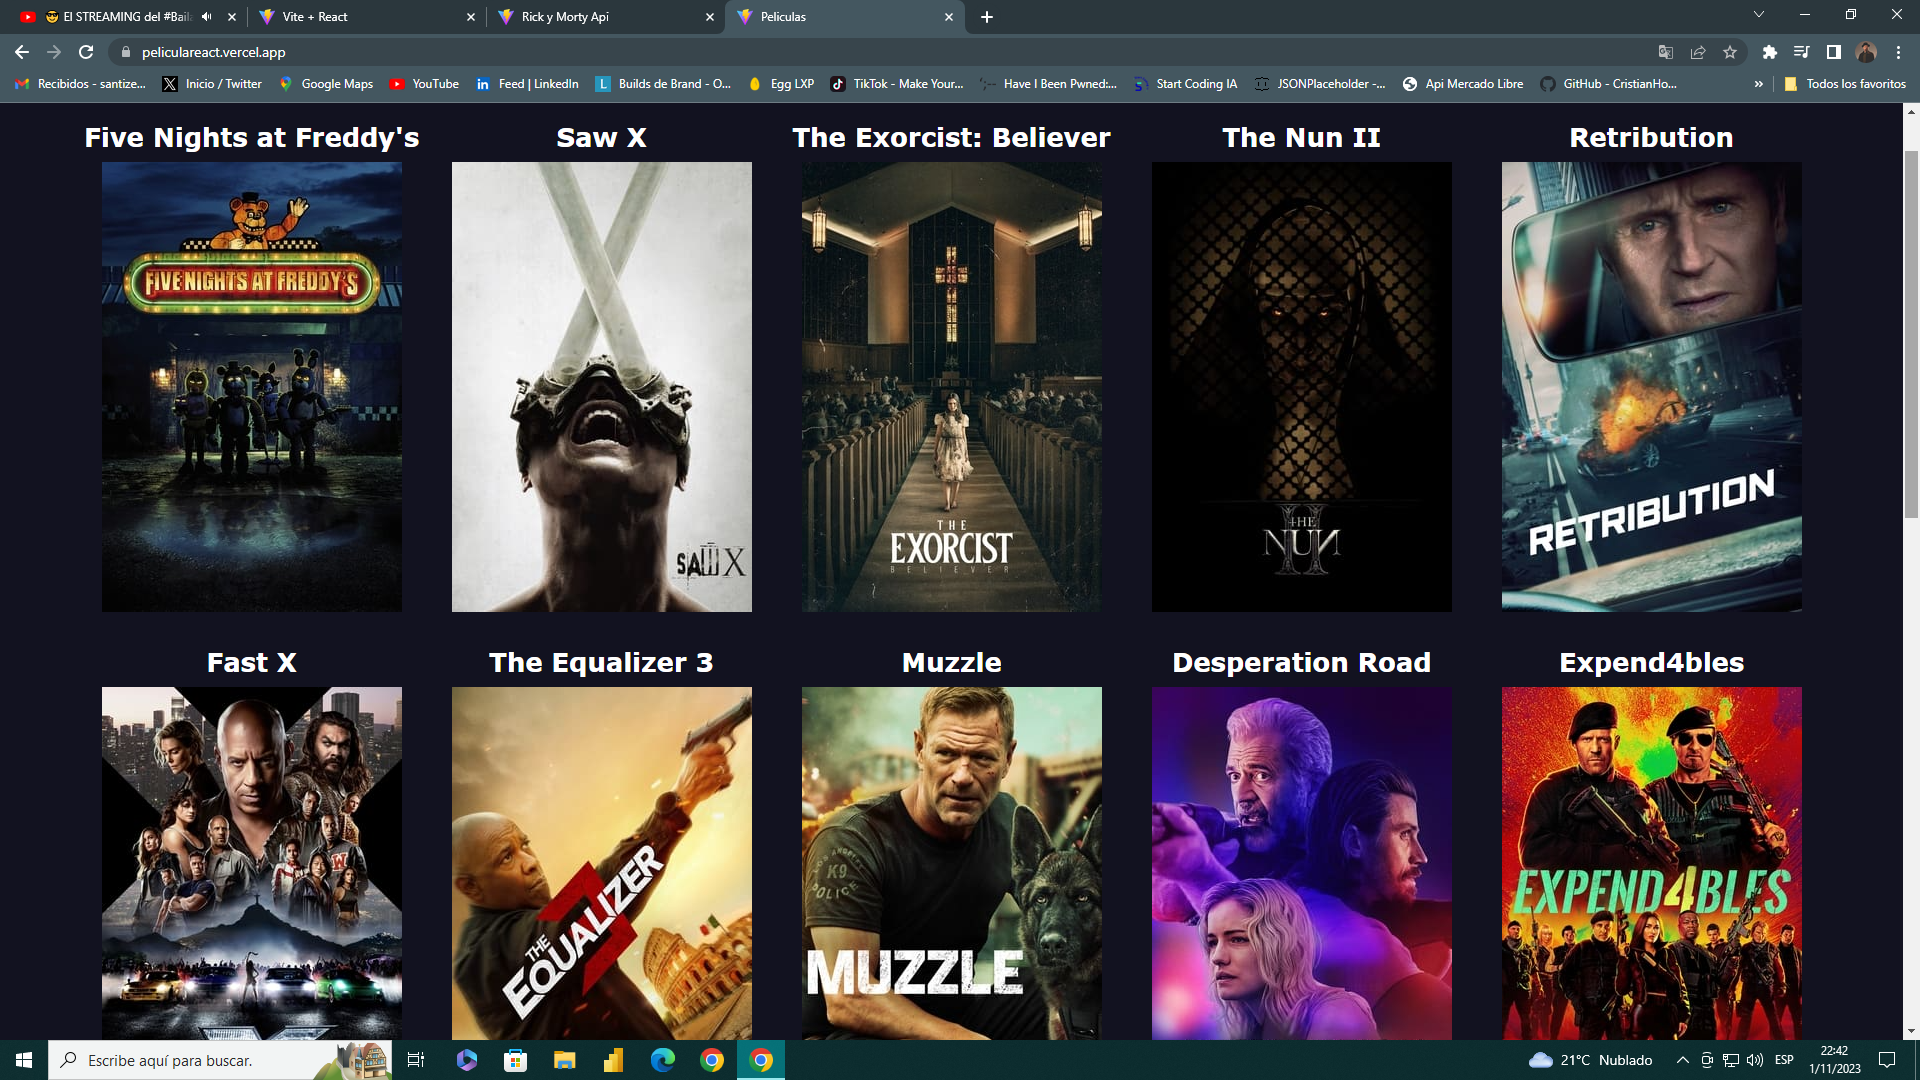 😎 El STREAMING del #Baila
Vite + React
Rick y Morty Api
Peliculas
peliculareact.vercel.app
Recibidos - santize...
Inicio / Twitter
Google Maps
YouTube
Feed | LinkedIn
Builds de Brand - O...
Egg LXP
TikTok - Make Your...
Have I Been Pwned:...
Start Coding IA
JSONPlaceholder -...
Api Mercado Libre
GitHub - CristianHo...
»
Todos los favoritos
Five Nights at Freddy's
Saw X
The Exorcist: Believer
The Nun II
Retribution
FIVE NIGHTS AT FREDDY'S
SAW X
THE
EXORCIST
BELIEVER
THE
NUN
II
RETRIBUTION
Fast X
The Equalizer 3
Muzzle
Desperation Road
Expend4bles
THE
EQUALIZER
3
LOS ANGELES
K9
POLICE
MUZZLE
EXPEND4BLES
Escribe aquí para buscar.
21°C Nublado
ESP
22:42
1/11/2023